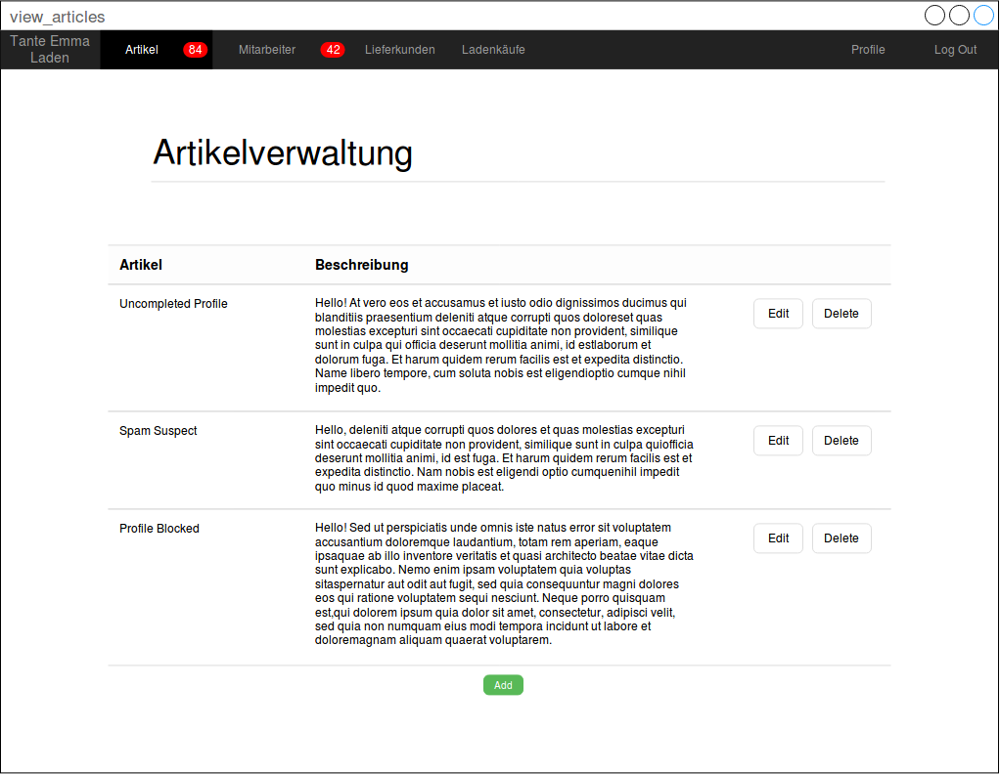 view_articles
Tante Emma
Laden
Artikel 84 Mitarbeiter 42 Lieferkunden Ladenkäufe Profile Log Out
Artikelverwaltung
Artikel Beschreibung
Uncompleted Profile
Hello! At vero eos et accusamus et iusto odio dignissimos ducimus qui
blanditiis praesentium deleniti atque corrupti quos doloreset quas
molestias excepturi sint occaecati cupiditate non provident, similique
sunt in culpa qui officia deserunt mollitia animi, id estlaborum et
dolorum fuga. Et harum quidem rerum facilis est et expedita distinctio.
Name libero tempore, cum soluta nobis est eligendioptio cumque nihil
impedit quo.
Edit Delete
Spam Suspect
Hello, deleniti atque corrupti quos dolores et quas molestias excepturi
sint occaecati cupiditate non provident, similique sunt in culpa quiofficia
deserunt mollitia animi, id est fuga. Et harum quidem rerum facilis est et
expedita distinctio. Nam nobis est eligendi optio cumquenihil impedit
quo minus id quod maxime placeat.
Edit Delete
Profile Blocked
Hello! Sed ut perspiciatis unde omnis iste natus error sit voluptatem
accusantium doloremque laudantium, totam rem aperiam, eaque
ipsaquae ab illo inventore veritatis et quasi architecto beatae vitae dicta
sunt explicabo. Nemo enim ipsam voluptatem quia voluptas
sitaspernatur aut odit aut fugit, sed quia consequuntur magni dolores
eos qui ratione voluptatem sequi nesciunt. Neque porro quisquam
est,qui dolorem ipsum quia dolor sit amet, consectetur, adipisci velit,
sed quia non numquam eius modi tempora incidunt ut labore et
doloremagnam aliquam quaerat voluptatem.
Edit Delete
Add